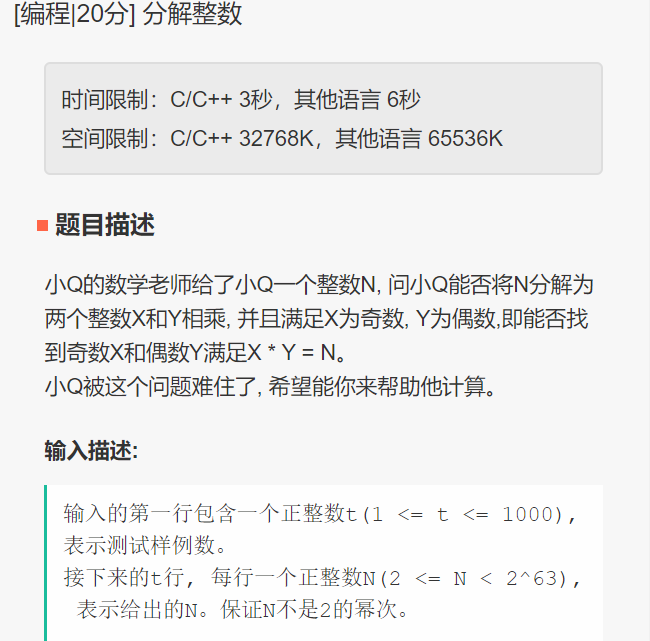 [编程|20分] 分解整数
时间限制：C/C++ 3秒，其他语言 6秒
空间限制：C/C++ 32768K，其他语言 65536K
题目描述
小Q的数学老师给了小Q一个整数N, 问小Q能否将N分解为
两个整数X和Y相乘, 并且满足X为奇数, Y为偶数,即能否找
到奇数X和偶数Y满足X * Y = N。
小Q被这个问题难住了, 希望能你来帮助他计算。
输入描述:
输入的第一行包含一个正整数t(1 <= t <= 1000),
表示测试样例数。
接下来的t行, 每行一个正整数N(2 <= N < 2^63),
表示给出的N。保证N不是2的幂次。